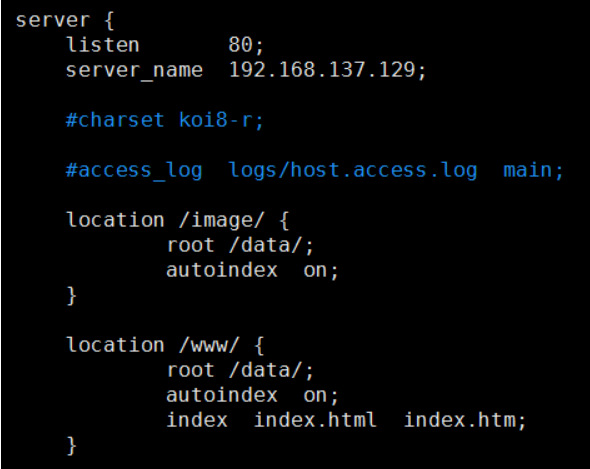 server {
    listen       80;
    server_name  192.168.137.129;

    #charset koi8-r;

    #access_log  logs/host.access.log  main;

    location /image/ {
            root /data/;
            autoindex  on;
    }

    location /www/ {
            root /data/;
            autoindex  on;
            index  index.html  index.htm;
    }